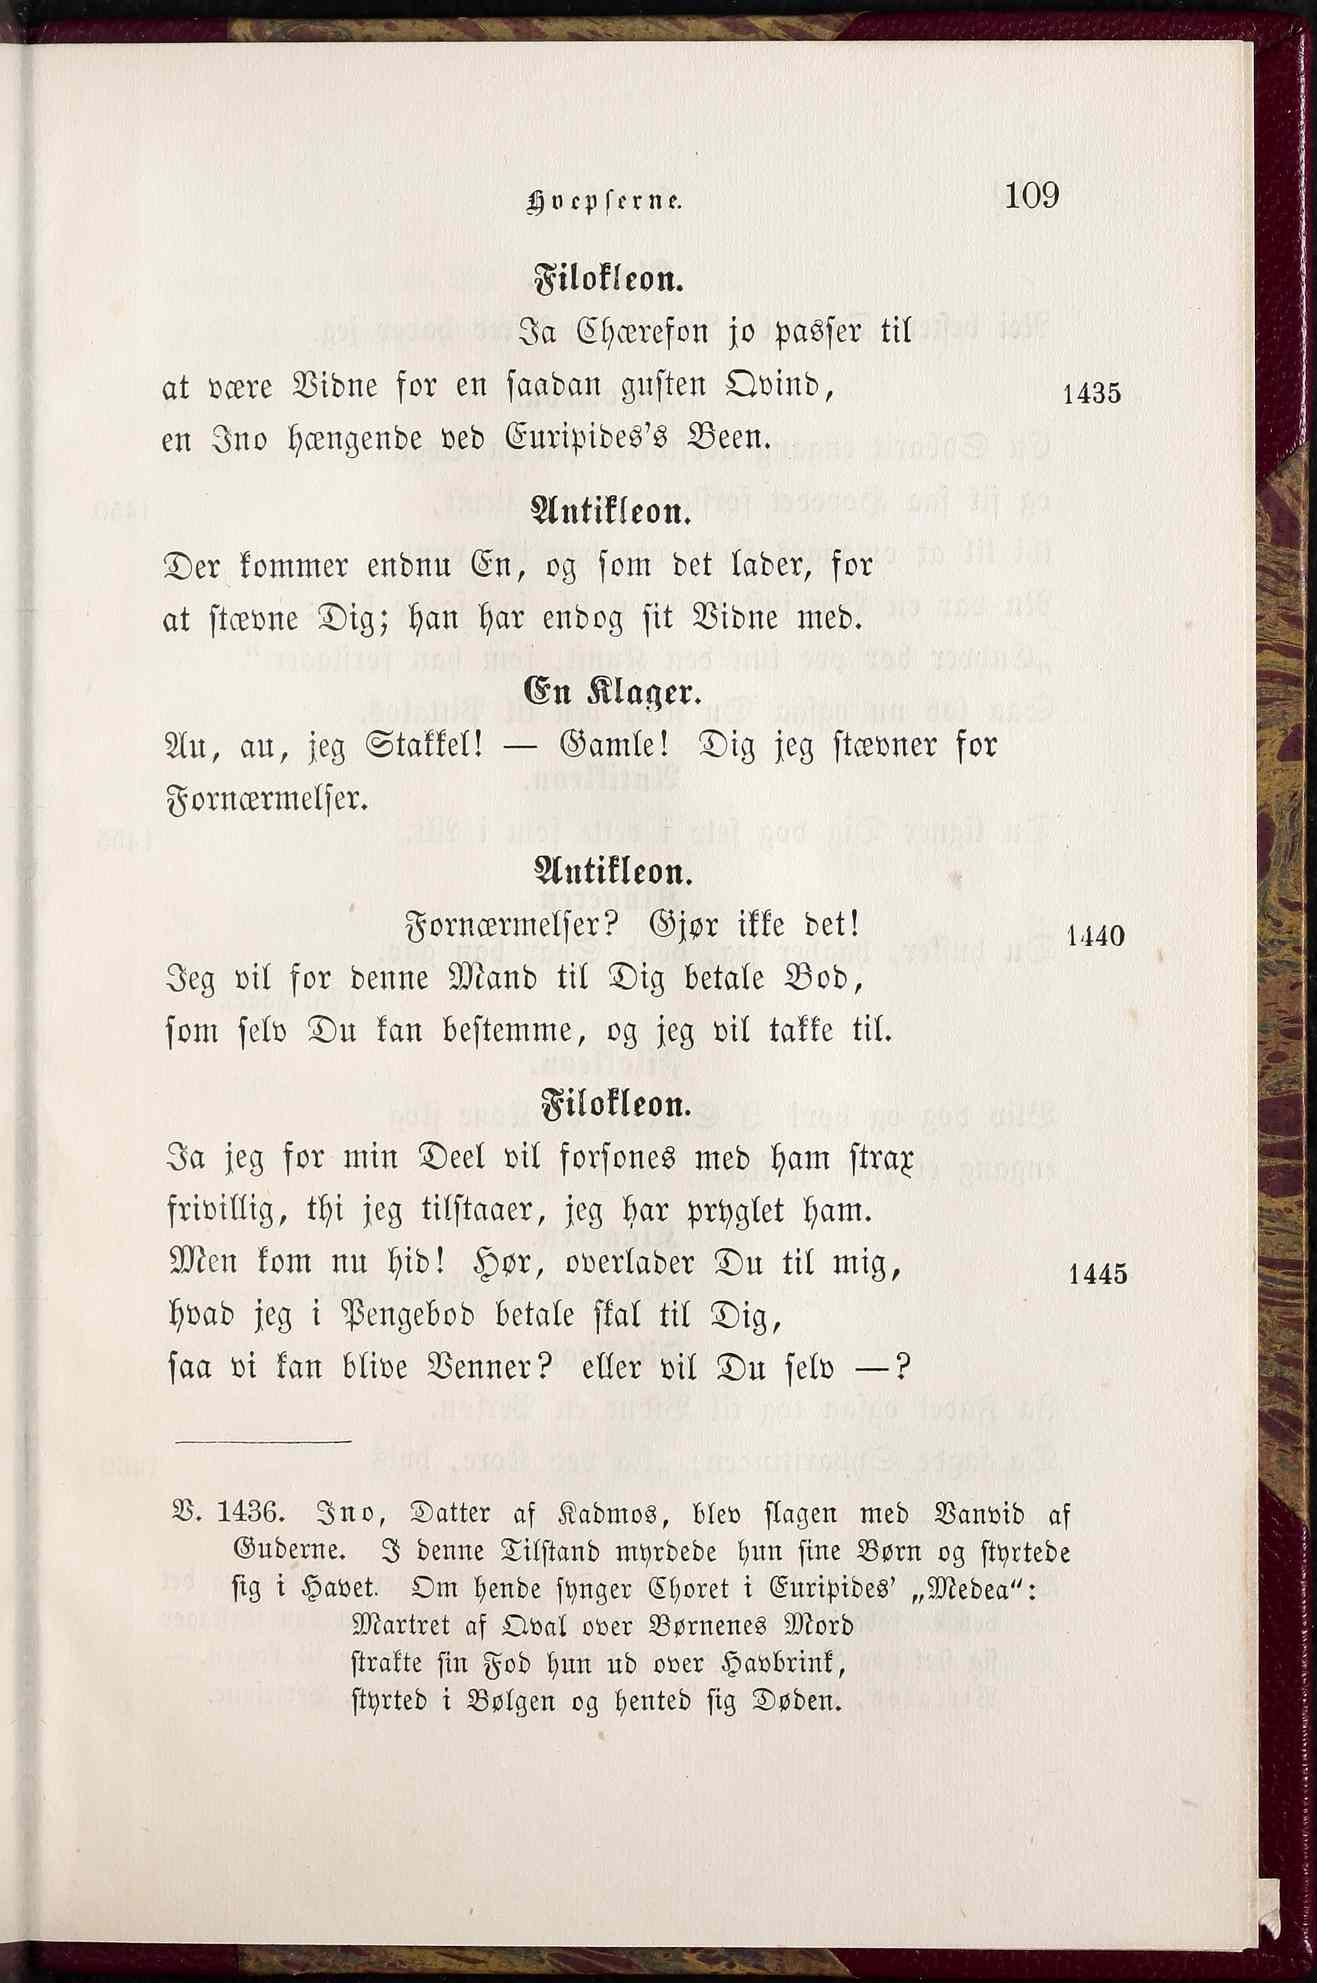 Hvepserne. 109
Filokleon.
Ja Chærefon jo passer til
at være Vidne for en saadan gusten Qvind, 1435
en Ino hængende ved Euripides's Been.
Antikleon.
Der kommer endnu En, og som det lader, for
at stævne Dig; han har endog sit Vidne med.
En Klager.
Au, au, jeg Stakkel! — Gamle! Dig jeg stævner for
Fornærmelser.
Antikleon.
Fornærmelser? Gjør ikke det! 1440
Jeg vil for denne Mand til Dig betale Bod,
som selv Du kan bestemme, og jeg vil takke til.
Filokleon.
Ja jeg for min Deel vil forsones med ham strax
frivillig, thi jeg tilstaaer, jeg har pryglet ham.
Men kom nu hid! Hør, overlader Du til mig, 1445
hvad jeg i Pengebod betale skal til Dig,
saa vi kan blive Venner? eller vil Du selv —?
V. 1436. Ino, Datter af Kadmos, blev slagen med Vanvid af
Guderne. I denne Tilstand myrdede hun sine Børn og styrtede
sig i Havet. Om hende synger Choret i Euripides' „Medea“:
Martret af Qval over Børnenes Mord
strakte sin Fod hun ud over Havbrink,
styrted i Bølgen og hented sig Døden.